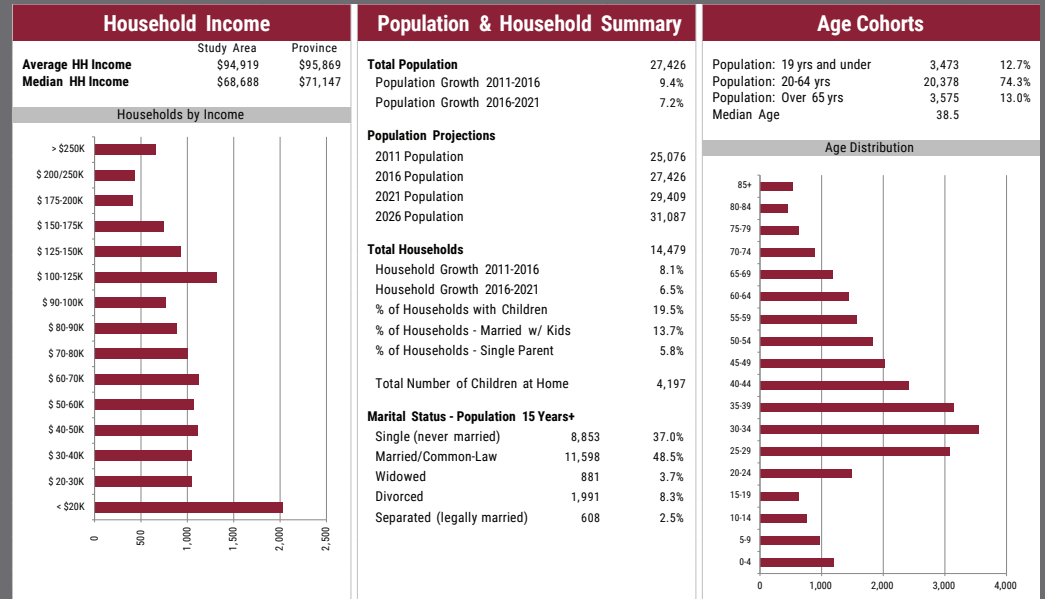 Household Income
Study Area Province
Average HH Income $94,919 $95,869
Median HH Income $68,688 $71,147
Households by Income
> $250K
$ 200/250K
$ 175-200K
$ 150-175K
$ 125-150K
$ 100-125K
$ 90-100K
$ 80-90K
$ 70-80K
$ 60-70K
$ 50-60K
$ 40-50K
$ 30-40K
$ 20-30K
< $20K
0 500 1,000 1,500 2,000 2,500
Population & Household Summary
Total Population 27,426
Population Growth 2011-2016 9.4%
Population Growth 2016-2021 7.2%
Population Projections
2011 Population 25,076
2016 Population 27,426
2021 Population 29,409
2026 Population 31,087
Total Households 14,479
Household Growth 2011-2016 8.1%
Household Growth 2016-2021 6.5%
% of Households with Children 19.5%
% of Households - Married w/ Kids 13.7%
% of Households - Single Parent 5.8%
Total Number of Children at Home 4,197
Marital Status - Population 15 Years+
Single (never married) 8,853 37.0%
Married/Common-Law 11,598 48.5%
Widowed 881 3.7%
Divorced 1,991 8.3%
Separated (legally married) 608 2.5%
Age Cohorts
Population: 19 yrs and under 3,473 12.7%
Population: 20-64 yrs 20,378 74.3%
Population: Over 65 yrs 3,575 13.0%
Median Age 38.5
Age Distribution
85+
80-84
75-79
70-74
65-69
60-64
55-59
50-54
45-49
40-44
35-39
30-34
25-29
20-24
15-19
10-14
5-9
0-4
0 1,000 2,000 3,000 4,000